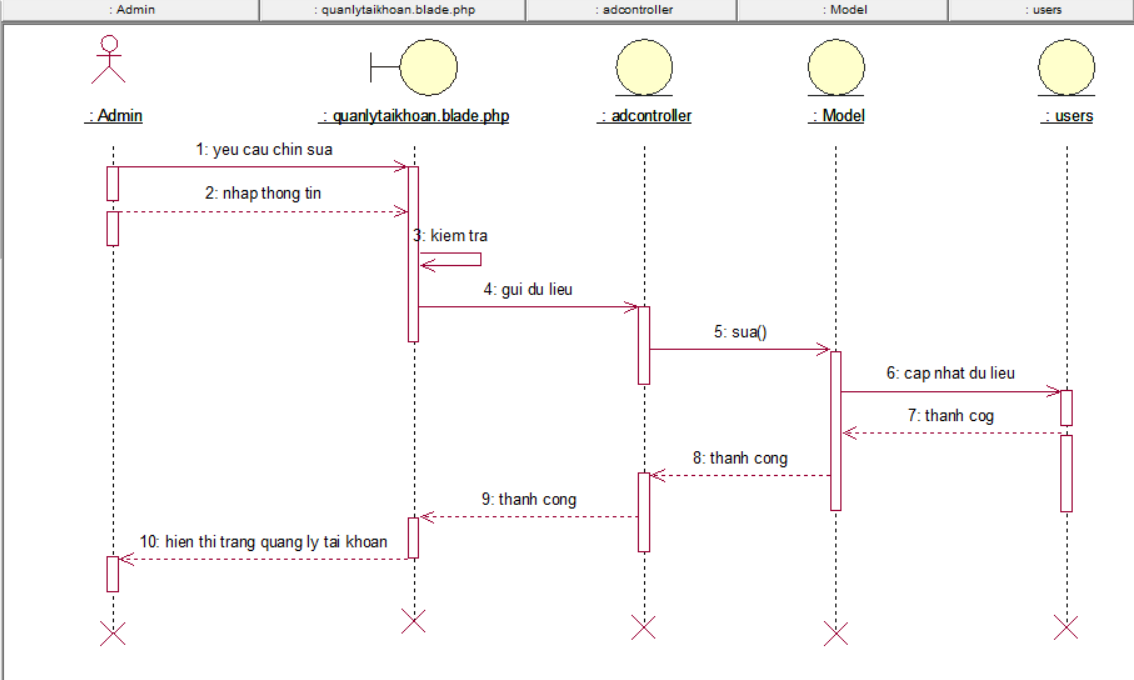 : Admin
: quanlytaikhoan.blade.php
: adcontroller
: Model
: users
: Admin
: quanlytaikhoan.blade.php
: adcontroller
: Model
: users
1: yeu cau chin sua
2: nhap thong tin
3: kiem tra
4: gui du lieu
5: sua()
6: cap nhat du lieu
7: thanh cog
8: thanh cong
9: thanh cong
10: hien thi trang quang ly tai khoan